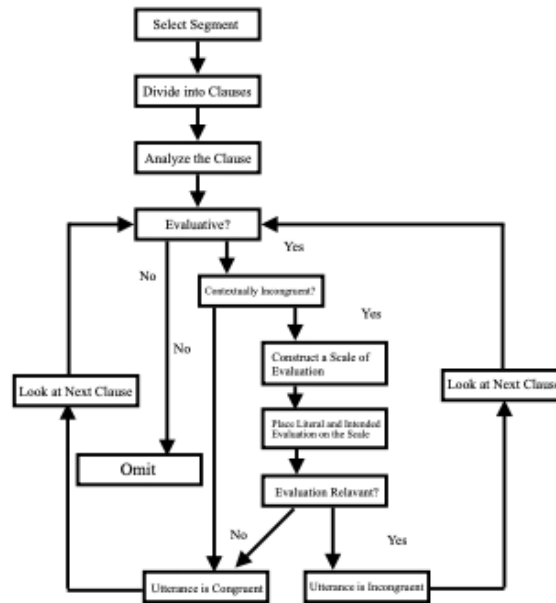 Select Segment
Divide into Clauses
Analyze the Clause
Evaluative?
No
Yes
Contextually Incongruent?
No
Yes
Construct a Scale of
Evaluation
Look at Next Clause
Look at Next Clause
Place Litural and Intended
Evaluation on the Scale
Omit
Evaluation Relavant?
No
Yes
Utterance is Congruent
Utterance is Incongruent